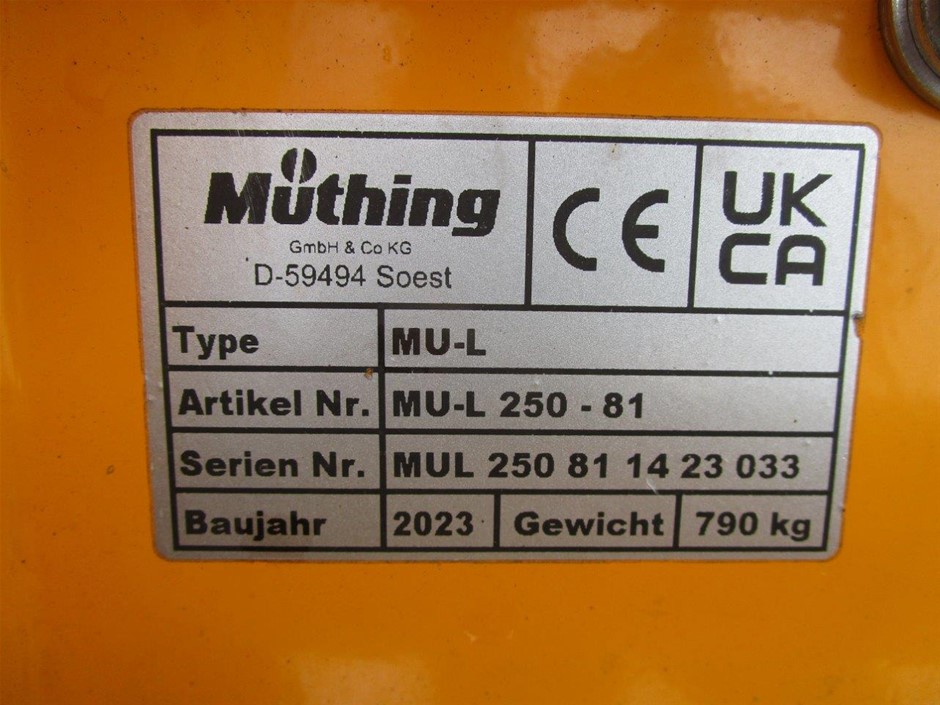 Müthing
GmbH & Co KG
D-59494 Soest
CE
UK
CA
Type MU-L
Artikel Nr. MU-L 250 - 81
Serien Nr. MUL 250 81 14 23 033
Baujahr 2023 Gewicht 790 kg